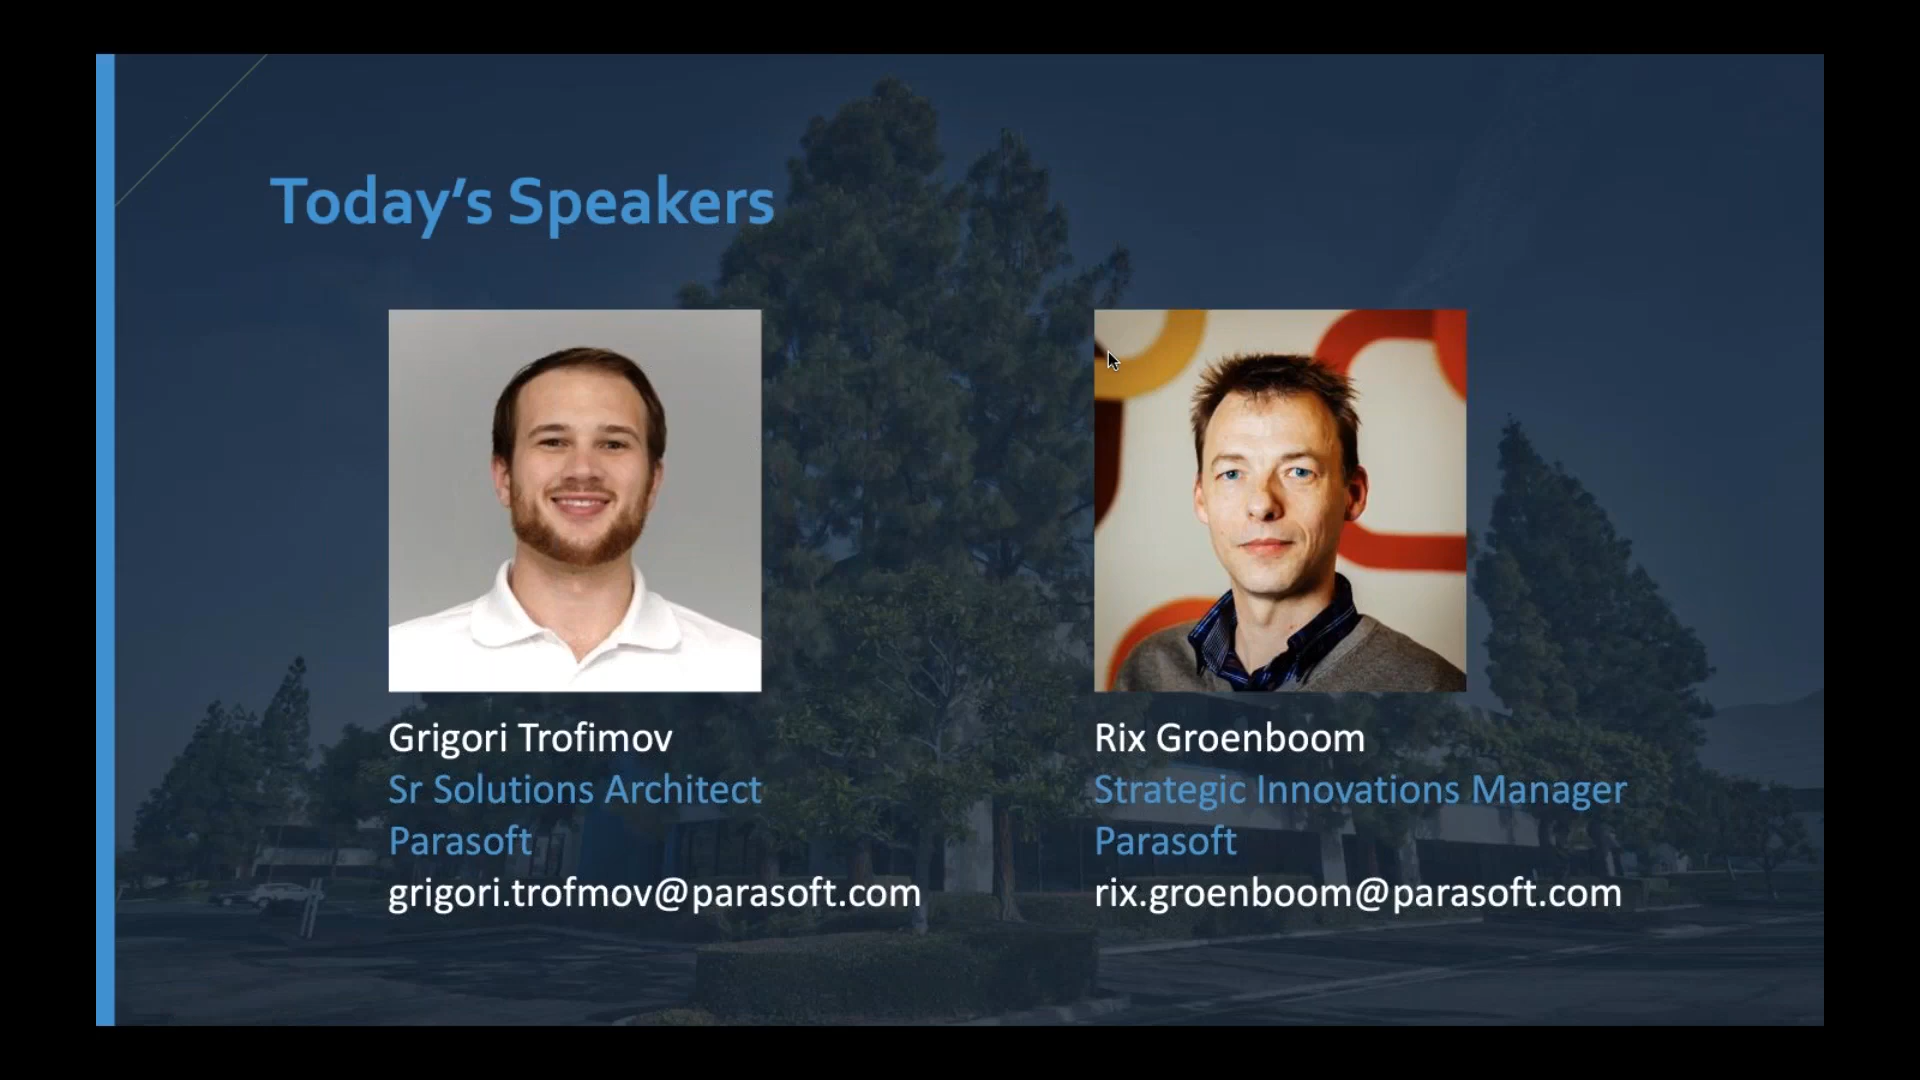 Today’s Speakers
Grigori Trofimov
Sr Solutions Architect
Parasoft
grigori.trofmov@parasoft.com
Rix Groenboom
Strategic Innovations Manager
Parasoft
rix.groenboom@parasoft.com